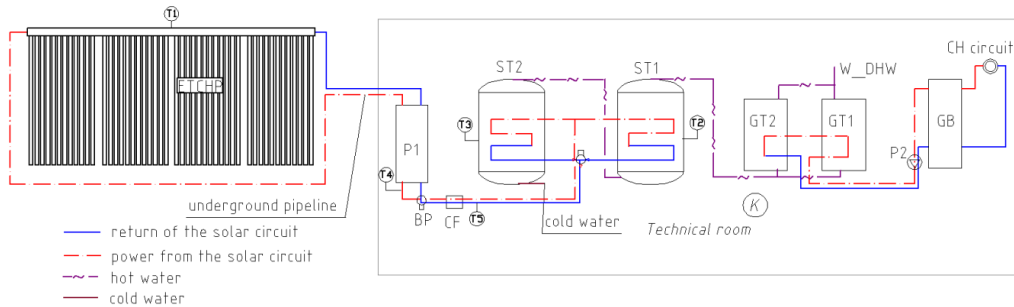 T1
CH circuit
ST2
ST1
W_DHW
ETCHP
T3
T2
GT2
GT1
GB
P1
P2
T4
underground pipeline
BP
CF
T5
cold water
K
Technical room
return of the solar circuit
power from the solar circuit
hot water
cold water